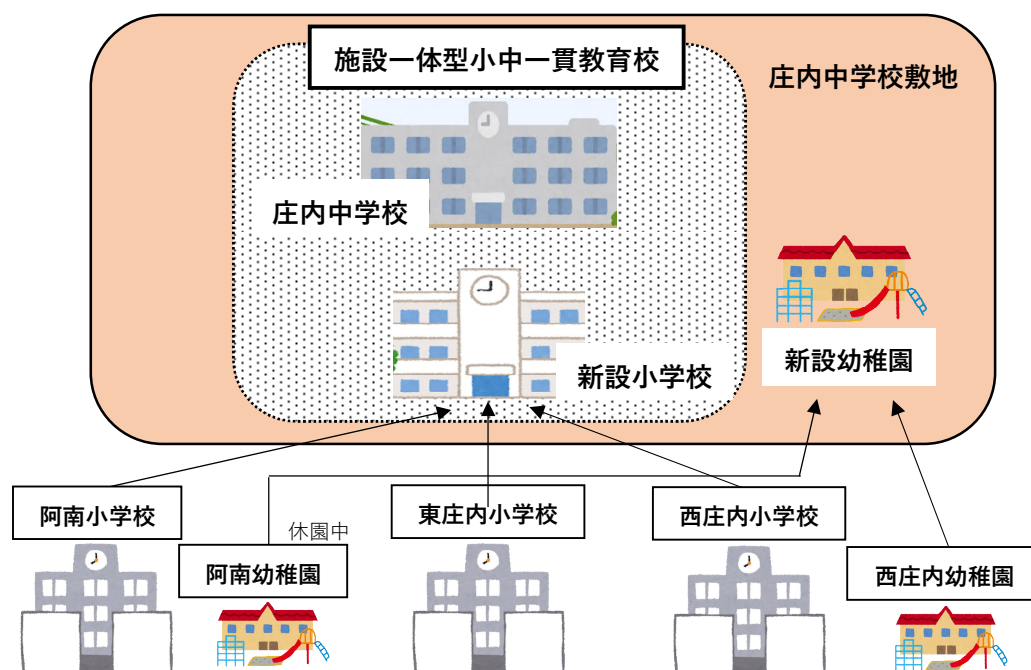 施設一体型小中一貫教育校
庄内中学校敷地
庄内中学校
新設幼稚園
新設小学校
阿南小学校
東庄内小学校
西庄内小学校
休園中
阿南幼稚園
西庄内幼稚園